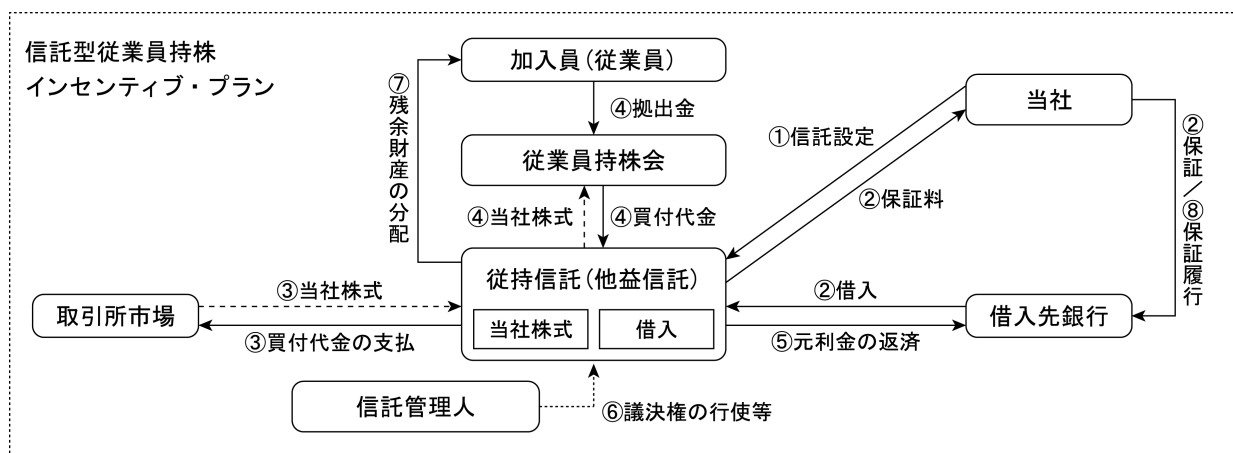 信託型従業員持株
インセンティブ・プラン
加入員(従業員)
⑦残余財産の分配
④拠出金
当社
①信託設定
②保証／⑧保証履行
従業員持株会
②保証料
④当社株式
④買付代金
従持信託(他益信託)
③当社株式
②借入
取引所市場
当社株式
借入
借入先銀行
③買付代金の支払
⑤元利金の返済
信託管理人
⑥議決権の行使等